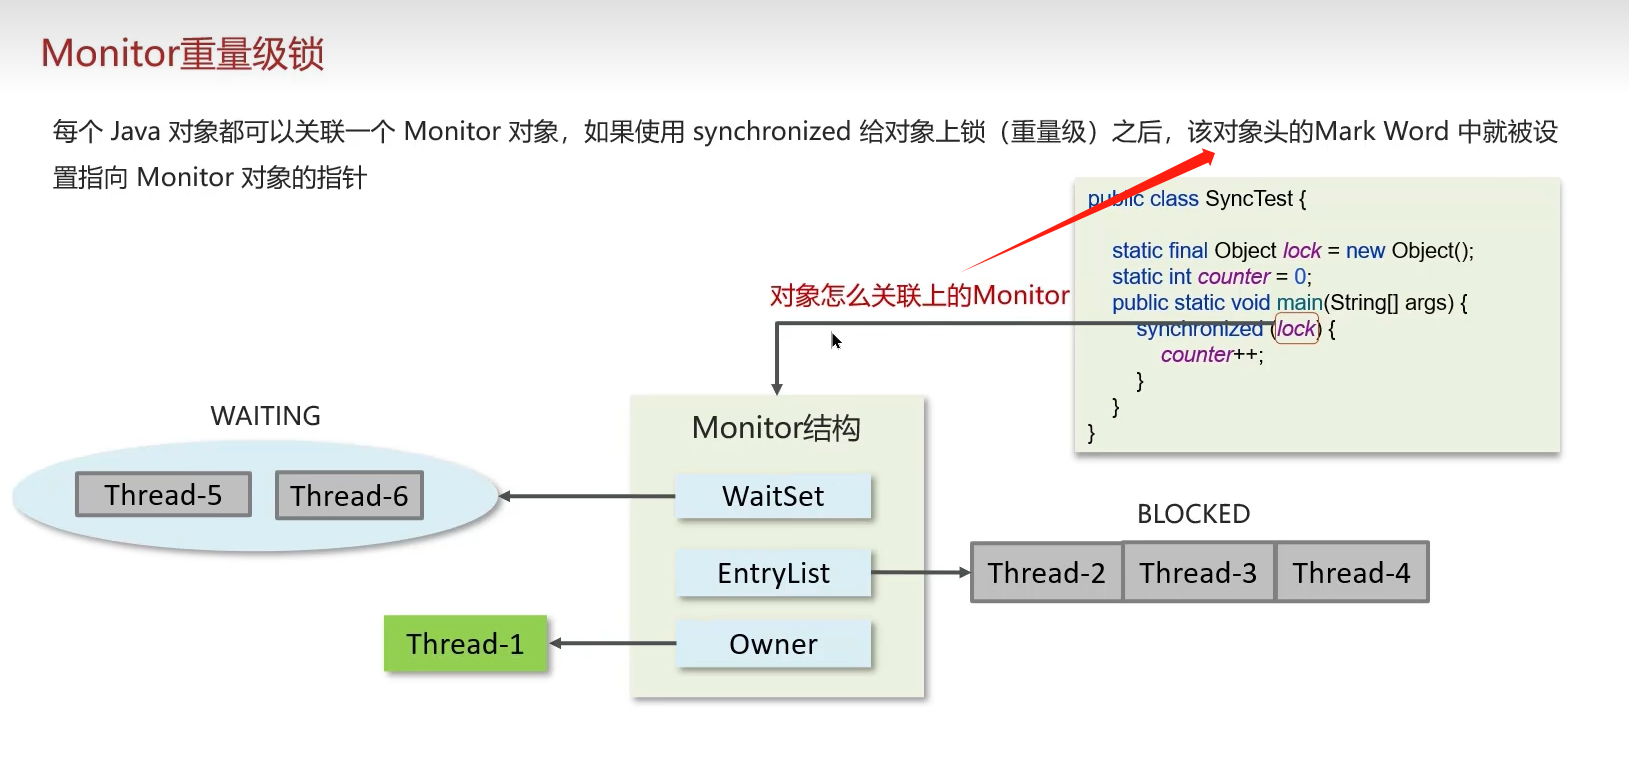 Monitor重量级锁
每个 Java 对象都可以关联一个 Monitor 对象，如果使用 synchronized 给对象上锁（重量级）之后，该对象头的Mark Word 中就被设
置指向 Monitor 对象的指针
public class SyncTest {
static final Object lock = new Object();
static int counter = 0;
public static void main(String[] args) {
synchronized (lock) {
counter++;
}
}
}
对象怎么关联上的Monitor
WAITING
Thread-5
Thread-6
Monitor结构
WaitSet
EntryList
Owner
BLOCKED
Thread-2
Thread-3
Thread-4
Thread-1